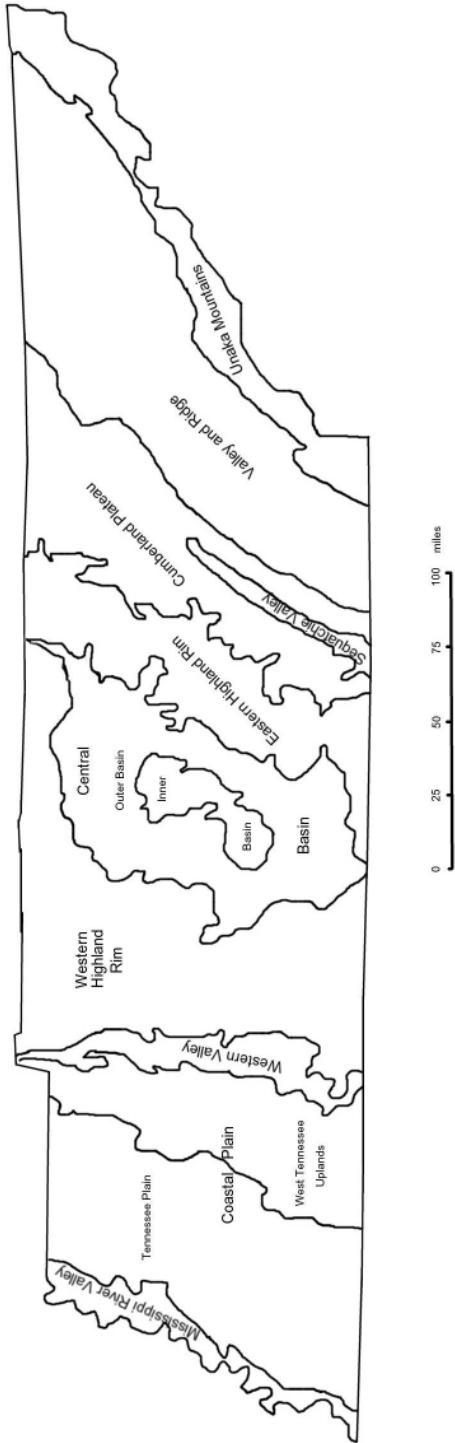 Mississippi River Valley
Tennessee Plain
Coastal Plain
West Tennessee
Uplands
Western Valley
Western
Highland
Rim
Central
Outer Basin
Inner
Basin
Basin
Eastern Highland Rim
Cumberland Plateau
Sequatchie Valley
Valley and Ridge
Unaka Mountains
0 25 50 75 100 miles